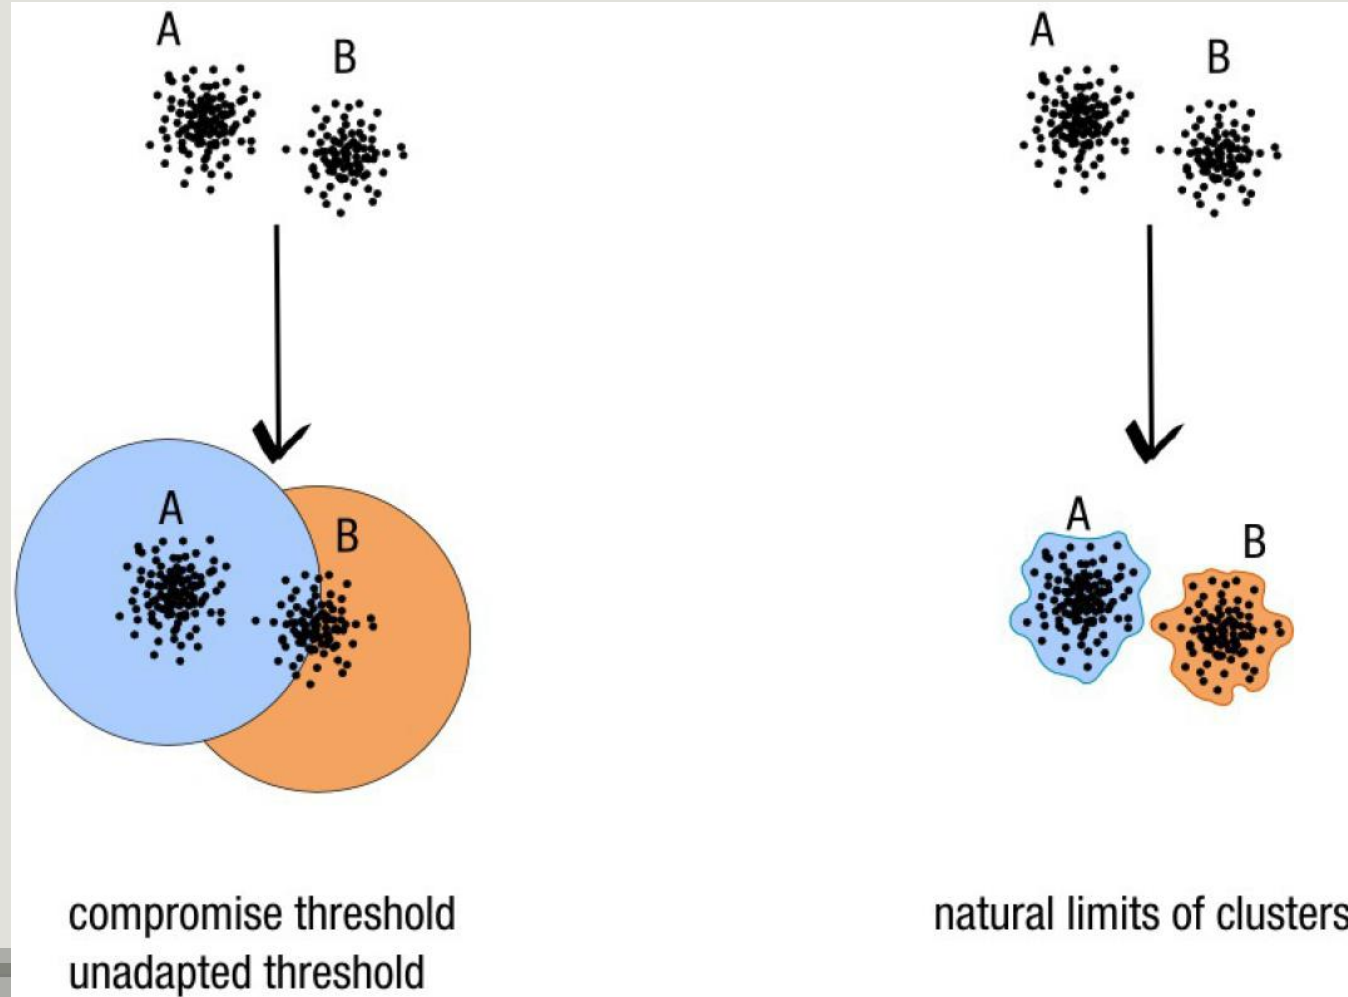 A
B
A
B
A
B
A
B
compromise threshold
unadapted threshold
natural limits of clusters